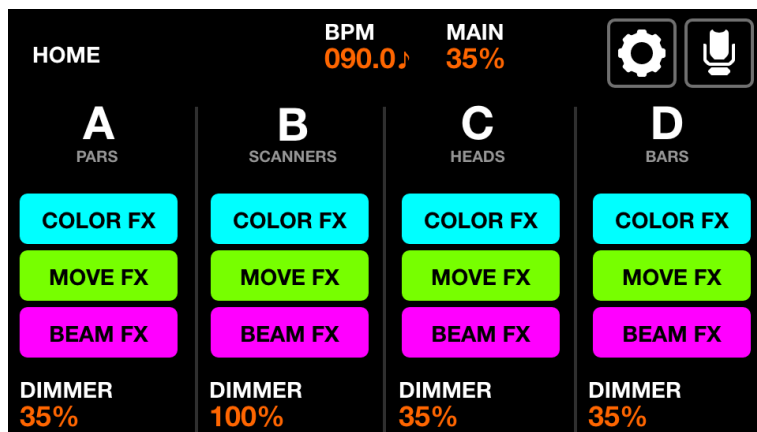 HOME
BPM MAIN
090.0♪ 35%
A B C D
PARS SCANNERS HEADS BARS
COLOR FX COLOR FX COLOR FX COLOR FX
MOVE FX MOVE FX MOVE FX MOVE FX
BEAM FX BEAM FX BEAM FX BEAM FX
DIMMER DIMMER DIMMER DIMMER
35% 100% 35% 35%